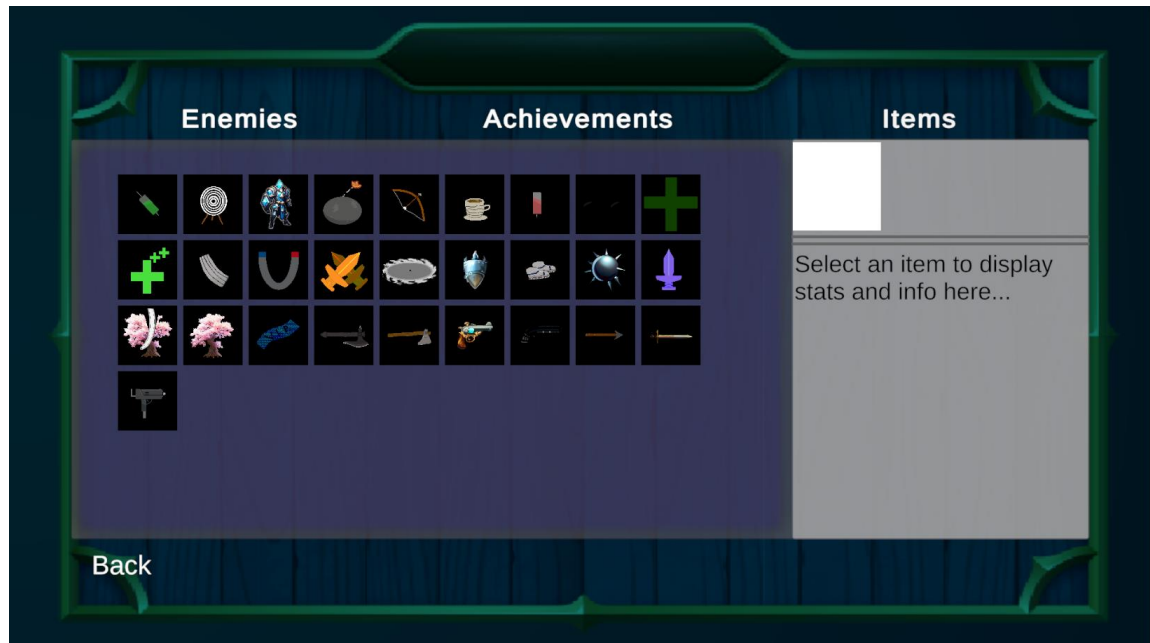 Enemies
Achievements
Items
Select an item to display
stats and info here...
Back